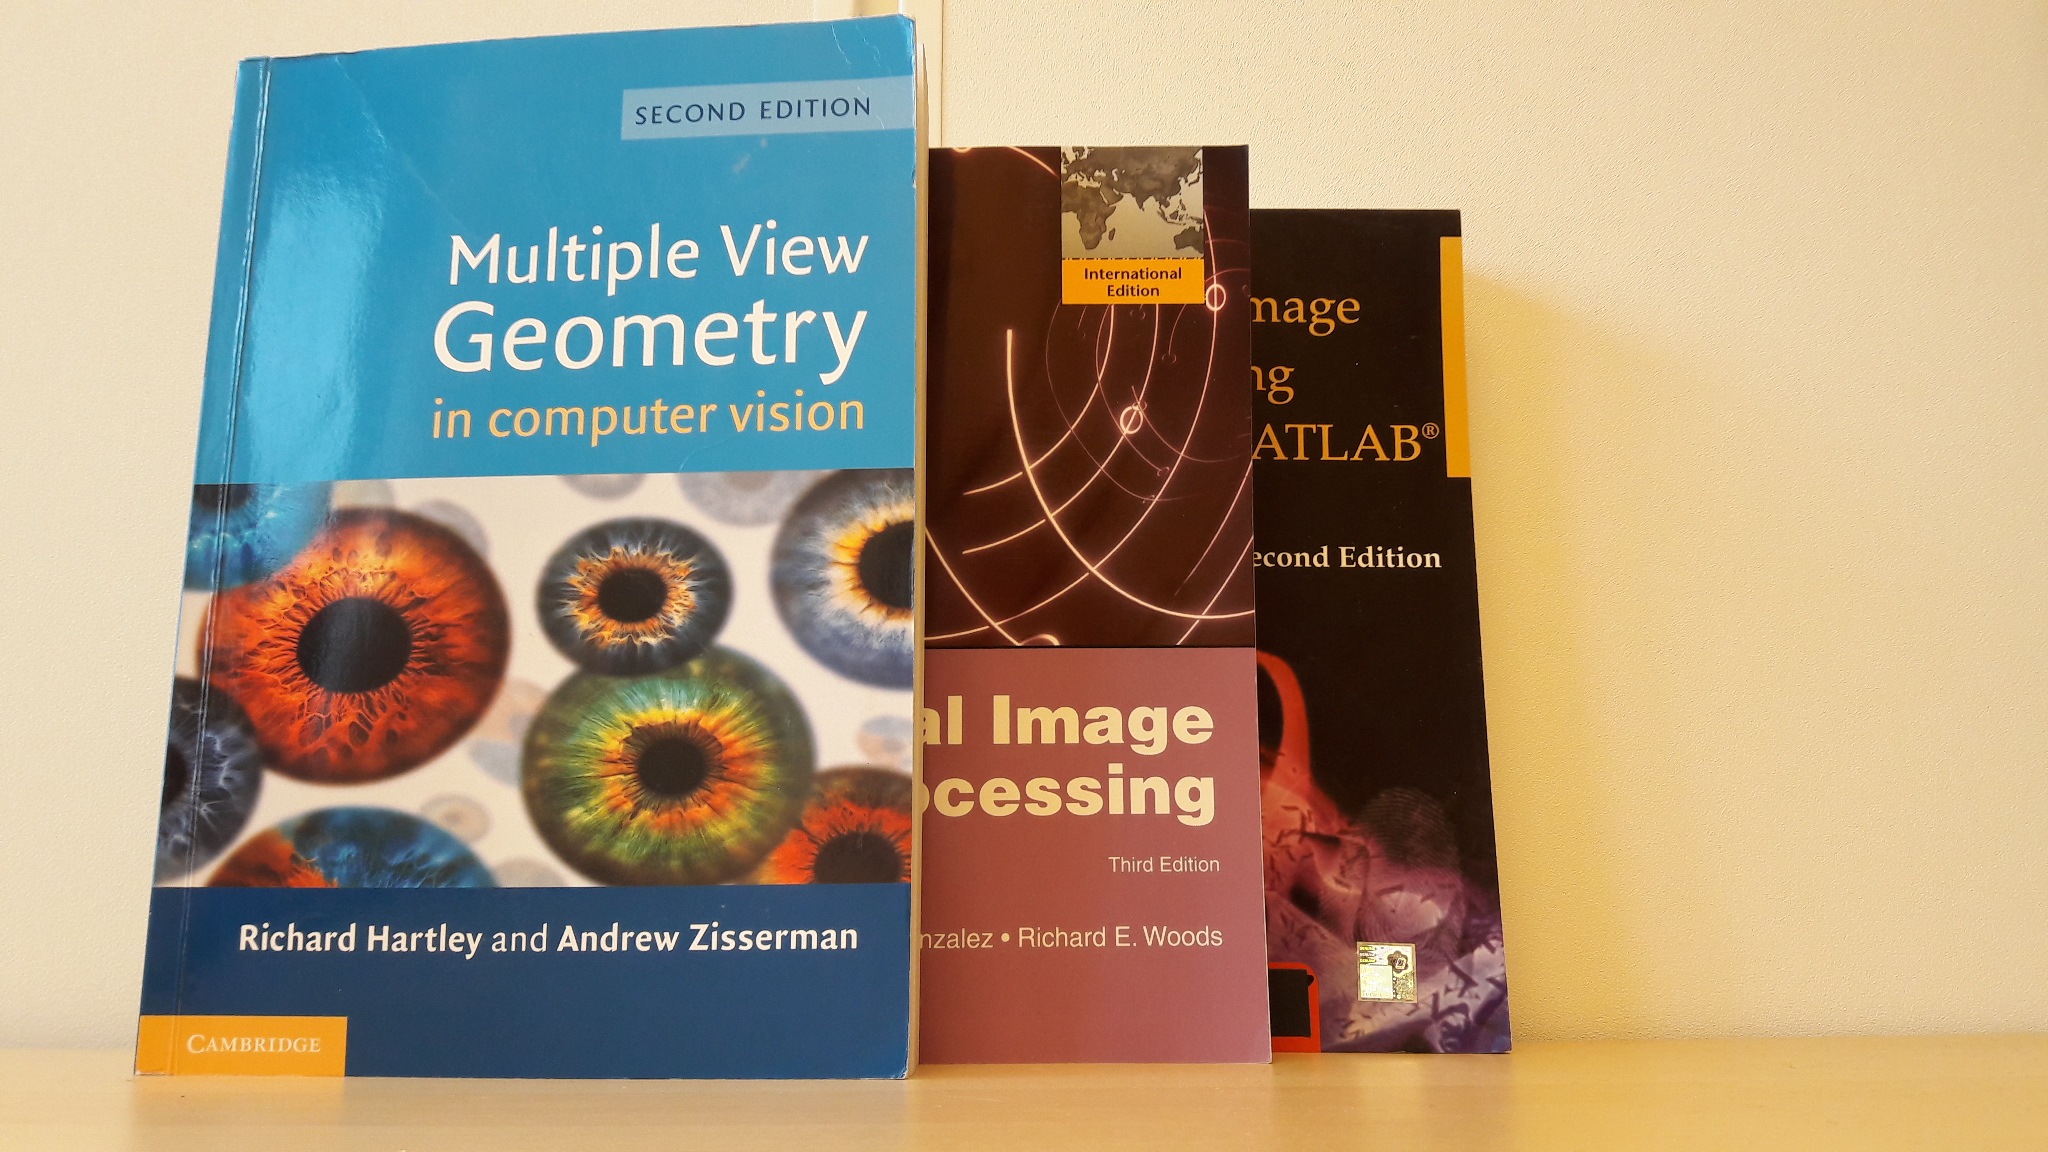 SECOND EDITION
Multiple View
Geometry
in computer vision
Richard Hartley and Andrew Zisserman
CAMBRIDGE
International
Edition
al Image
ocessing
Third Edition
nzalez • Richard E. Woods
mage
ng
ATLAB®
econd Edition